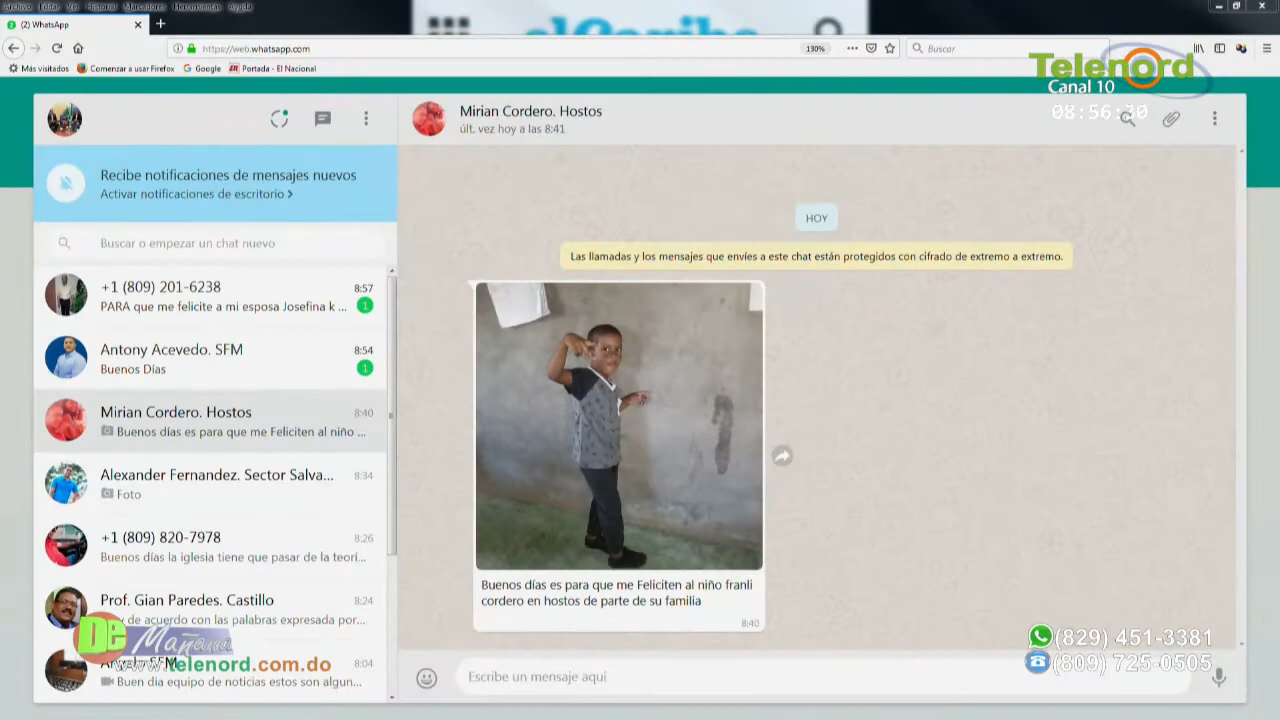 Archivo Editar Ver Historial Marcadores Herramientas Ayuda
(2) WhatsApp
elCaribe
https://web.whatsapp.com
130%
Buscar
Más visitados
Comenzar a usar Firefox
Google
Portada - El Nacional
Telenord
Canal 10
08:56:30
Mirian Cordero. Hostos
últ. vez hoy a las 8:41
Recibe notificaciones de mensajes nuevos
Activar notificaciones de escritorio >
Buscar o empezar un chat nuevo
+1 (809) 201-6238
8:57
PARA que me felicite a mi esposa Josefina k ...
1
Antony Acevedo. SFM
8:54
Buenos Días
1
Mirian Cordero. Hostos
8:40
Buenos días es para que me Feliciten al niño ...
Alexander Fernandez. Sector Salva...
8:34
Foto
+1 (809) 820-7978
8:26
Buenos días la iglesia tiene que pasar de la teorí...
Prof. Gian Paredes. Castillo
8:24
de acuerdo con las palabras expresada por...
SFM
8:04
Buen dia equipo de noticias estos son algun...
De Mañana
www.telenord.com.do
HOY
Las llamadas y los mensajes que envíes a este chat están protegidos con cifrado de extremo a extremo.
Buenos días es para que me Feliciten al niño franli
cordero en hostos de parte de su familia
8:40
Escribe un mensaje aquí
(829) 451-3381
(809) 725-0505